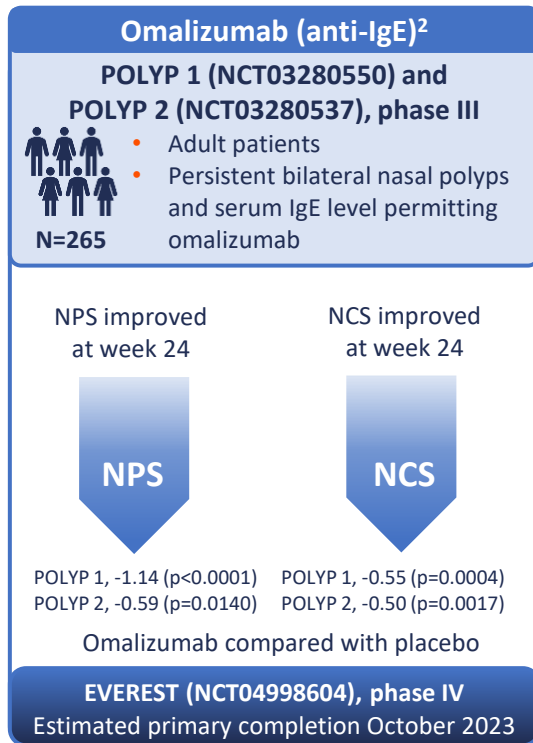 Omalizumab (anti-IgE)²
POLYP 1 (NCT03280550) and
POLYP 2 (NCT03280537), phase III
• Adult patients
• Persistent bilateral nasal polyps
and serum IgE level permitting
omalizumab
N=265
NPS improved
at week 24
NPS
POLYP 1, -1.14 (p<0.0001)
POLYP 2, -0.59 (p=0.0140)
NCS improved
at week 24
NCS
POLYP 1, -0.55 (p=0.0004)
POLYP 2, -0.50 (p=0.0017)
Omalizumab compared with placebo
EVEREST (NCT04998604), phase IV
Estimated primary completion October 2023